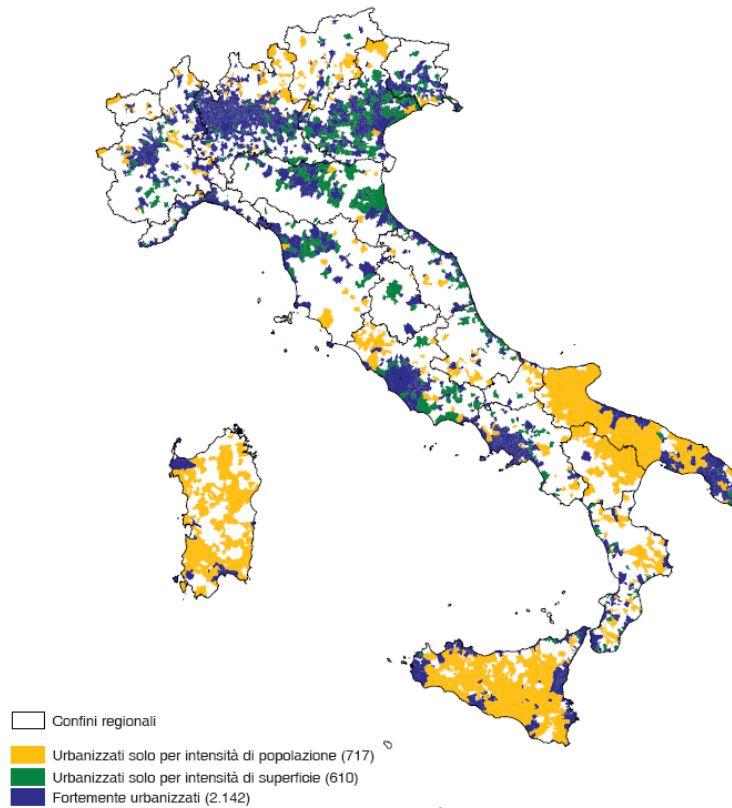 Confini regionali
Urbanizzati solo per intensità di popolazione (717)
Urbanizzati solo per intensità di superficie (610)
Fortemente urbanizzati (2.142)